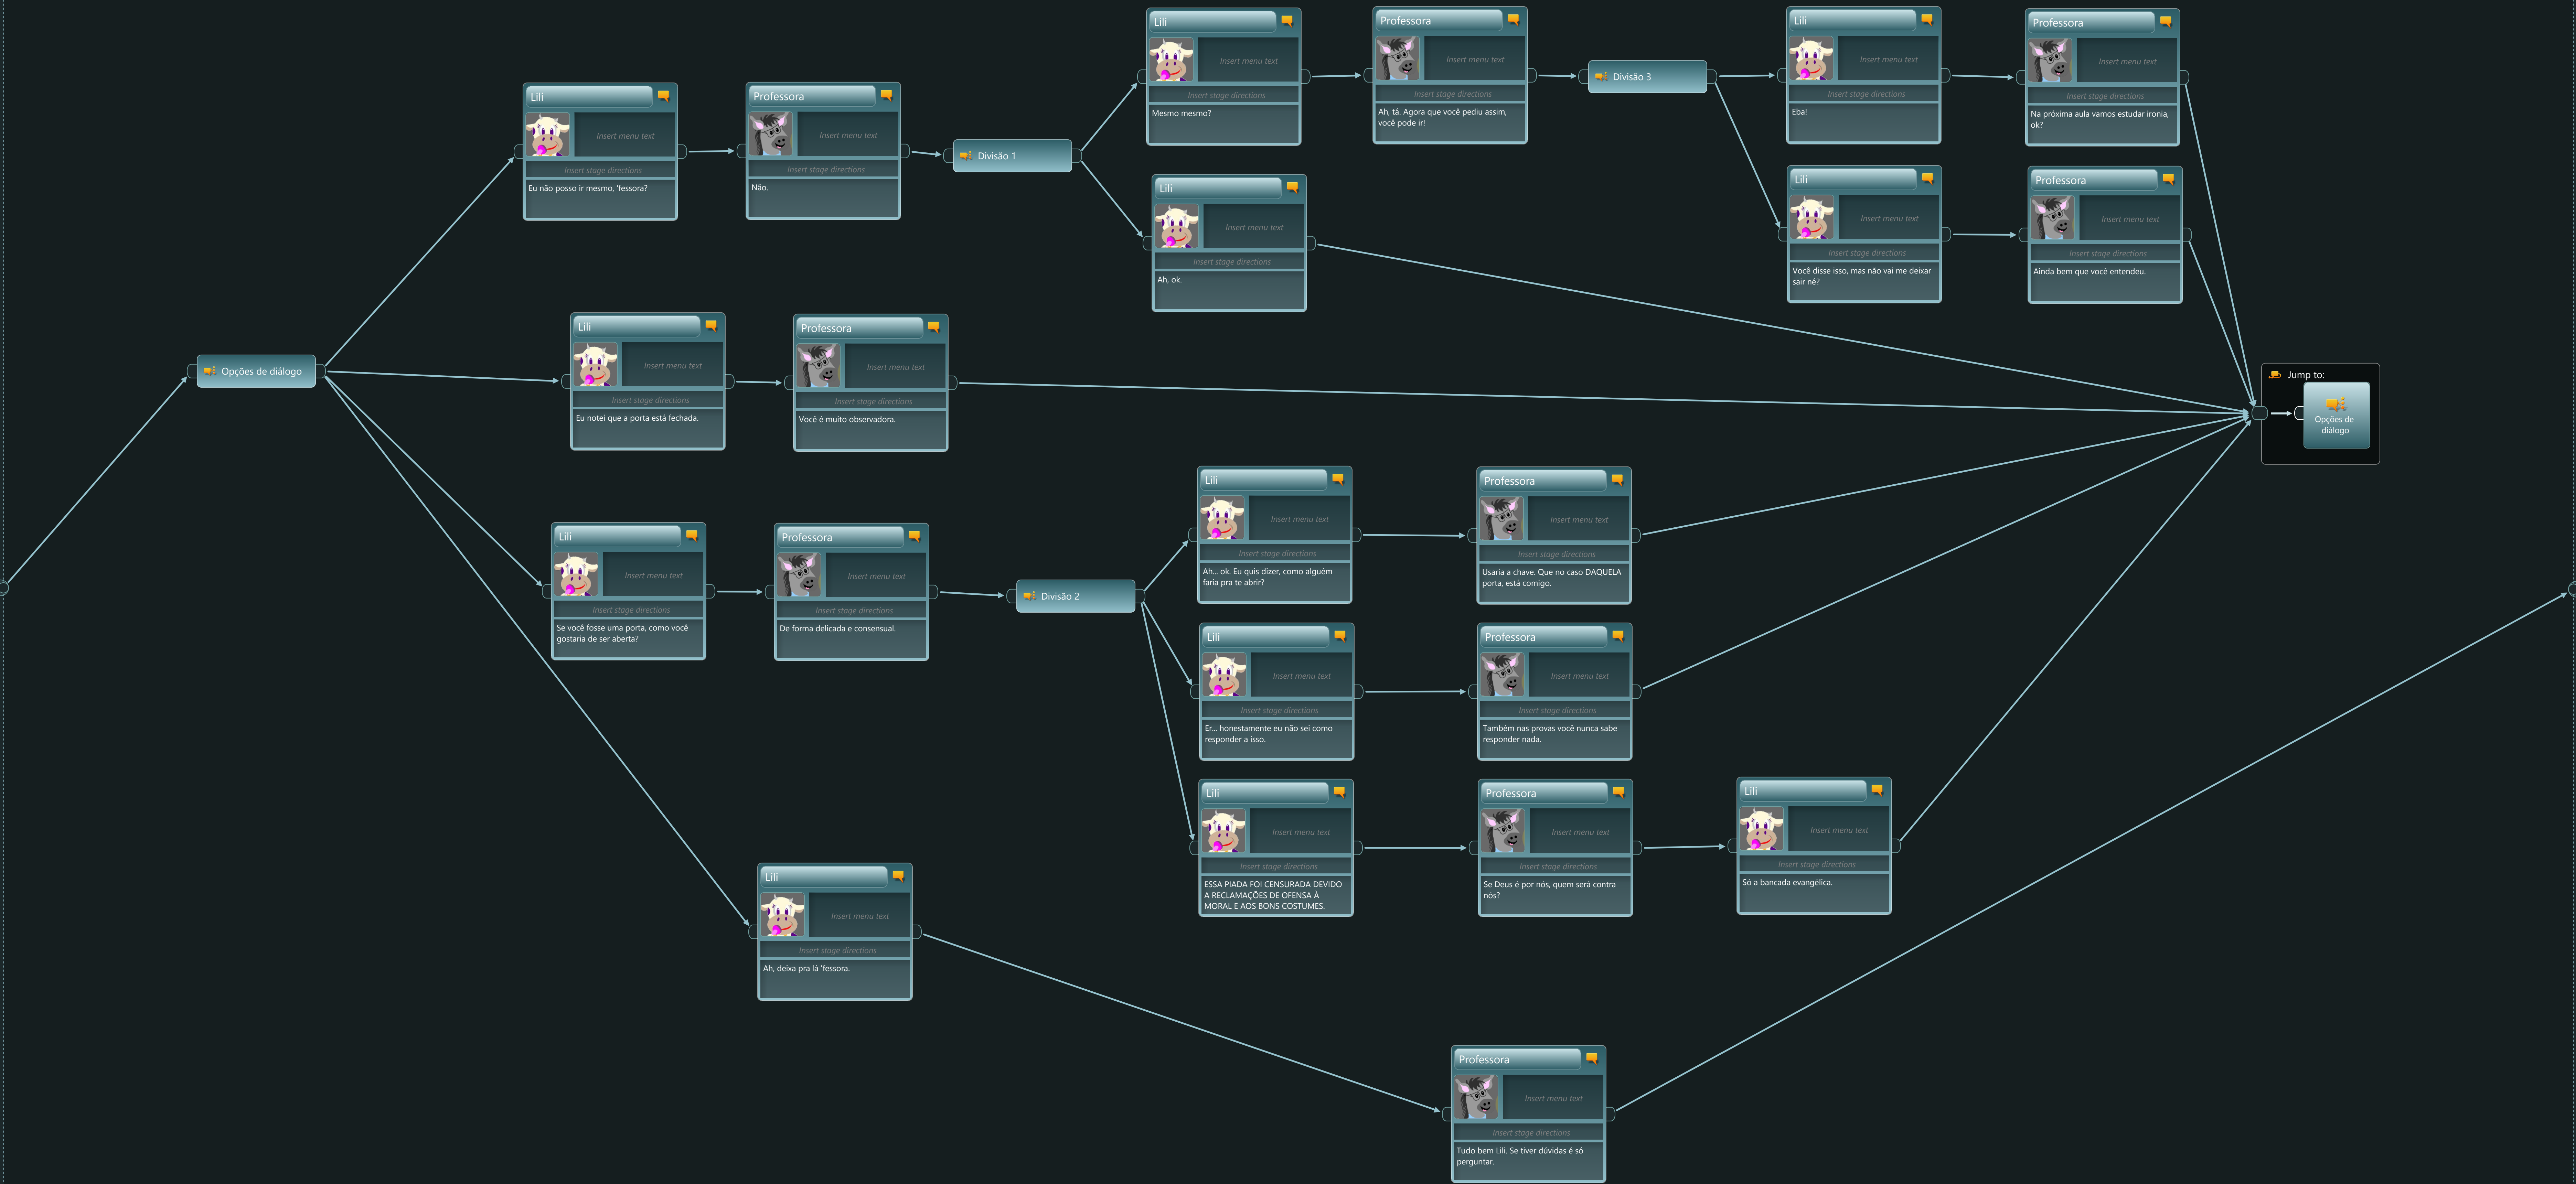 Lili
Insert menu text
Insert stage directions
Mesmo mesmo?
Professora
Insert menu text
Insert stage directions
Ah, tá. Agora que você pediu assim,
você pode ir!
Divisão 3
Lili
Insert menu text
Insert stage directions
Eba!
Professora
Insert menu text
Insert stage directions
Na próxima aula vamos estudar ironia,
ok?
Lili
Insert menu text
Insert stage directions
Eu não posso ir mesmo, 'fessora?
Professora
Insert menu text
Insert stage directions
Não.
Divisão 1
Lili
Insert menu text
Insert stage directions
Ah, ok.
Lili
Insert menu text
Insert stage directions
Você disse isso, mas não vai me deixar
sair né?
Professora
Insert menu text
Insert stage directions
Ainda bem que você entendeu.
Opções de diálogo
Lili
Insert menu text
Insert stage directions
Eu notei que a porta está fechada.
Professora
Insert menu text
Insert stage directions
Você é muito observadora.
Jump to:
Opções de
diálogo
Lili
Insert menu text
Insert stage directions
Se você fosse uma porta, como você
gostaria de ser aberta?
Professora
Insert menu text
Insert stage directions
De forma delicada e consensual.
Divisão 2
Lili
Insert menu text
Insert stage directions
Ah... ok. Eu quis dizer, como alguém
faria pra te abrir?
Professora
Insert menu text
Insert stage directions
Usaria a chave. Que no caso DAQUELA
porta, está comigo.
Lili
Insert menu text
Insert stage directions
Er... honestamente eu não sei como
responder a isso.
Professora
Insert menu text
Insert stage directions
Também nas provas você nunca sabe
responder nada.
Lili
Insert menu text
Insert stage directions
ESSA PIADA FOI CENSURADA DEVIDO
A RECLAMAÇÕES DE OFENSA À
MORAL E AOS BONS COSTUMES.
Professora
Insert menu text
Insert stage directions
Se Deus é por nós, quem será contra
nós?
Lili
Insert menu text
Insert stage directions
Só a bancada evangélica.
Lili
Insert menu text
Insert stage directions
Ah, deixa pra lá 'fessora.
Professora
Insert menu text
Insert stage directions
Tudo bem Lili. Se tiver dúvidas é só
perguntar.